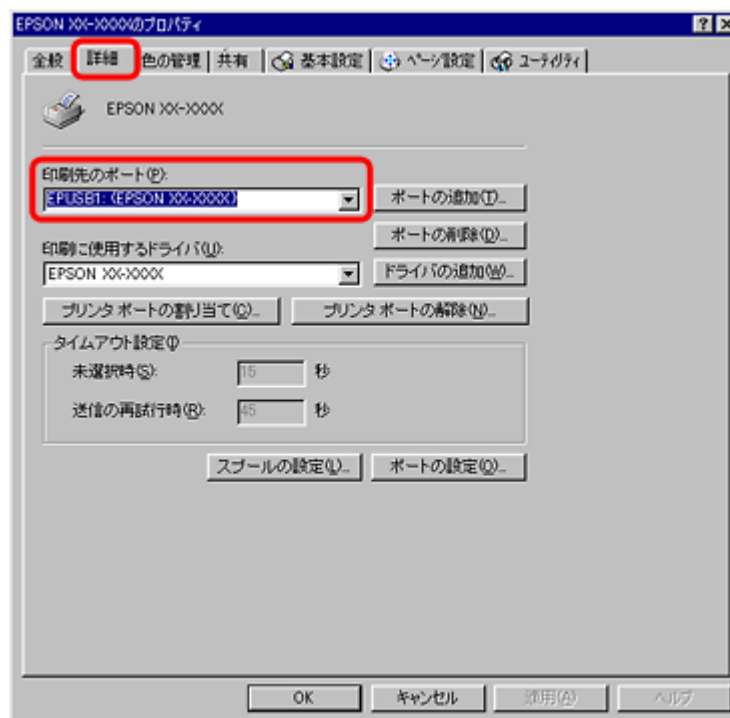 EPSON XX-XXXXのプロパティ
全般 詳細 色の管理 共有 基本設定 ページ設定 ユーティリティ
EPSON XX-XXXX
印刷先のポート(P):
EPUSB1: (EPSON XX-XXXX)
ポートの追加(T)...
ポートの削除(D)...
印刷に使用するドライバ(U):
EPSON XX-XXXX
ドライバの追加(W)...
プリンタ ポートの割り当て(C)... プリンタ ポートの解除(N)...
タイムアウト設定(I)
未選択時(S): 15 秒
送信の再試行時(R): 45 秒
スプールの設定(L)... ポートの設定(O)...
OK キャンセル 適用(A) ヘルプ